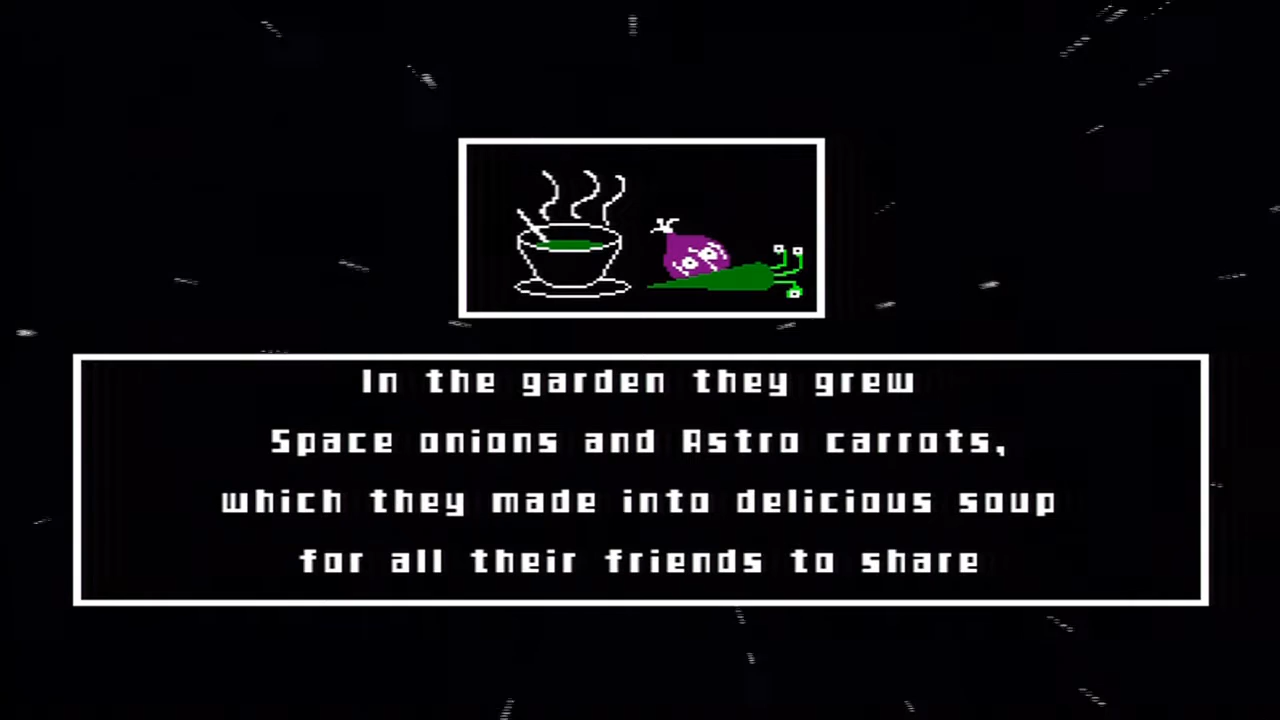 In the garden they grew
Space onions and Astro carrots,
which they made into delicious soup
for all their friends to share